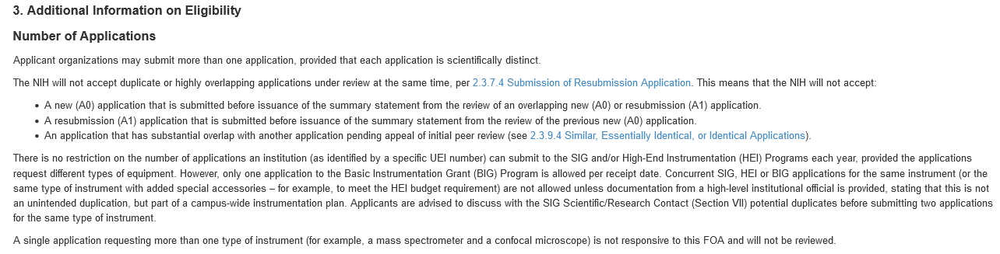 3. Additional Information on Eligibility
Number of Applications
Applicant organizations may submit more than one application, provided that each application is scientifically distinct.
The NIH will not accept duplicate or highly overlapping applications under review at the same time, per 2.3.7.4 Submission of Resubmission Application. This means that the NIH will not accept:
• A new (A0) application that is submitted before issuance of the summary statement from the review of an overlapping new (A0) or resubmission (A1) application.
• A resubmission (A1) application that is submitted before issuance of the summary statement from the review of the previous new (A0) application.
• An application that has substantial overlap with another application pending appeal of initial peer review (see 2.3.9.4 Similar, Essentially Identical, or Identical Applications).
There is no restriction on the number of applications an institution (as identified by a specific UEI number) can submit to the SIG and/or High-End Instrumentation (HEI) Programs each year, provided the applications
request different types of equipment. However, only one application to the Basic Instrumentation Grant (BIG) Program is allowed per receipt date. Concurrent SIG, HEI or BIG applications for the same instrument (or the
same type of instrument with added special accessories – for example, to meet the HEI budget requirement) are not allowed unless documentation from a high-level institutional official is provided, stating that this is not
an unintended duplication, but part of a campus-wide instrumentation plan. Applicants are advised to discuss with the SIG Scientific/Research Contact (Section VII) potential duplicates before submitting two applications
for the same type of instrument.
A single application requesting more than one type of instrument (for example, a mass spectrometer and a confocal microscope) is not responsive to this FOA and will not be reviewed.